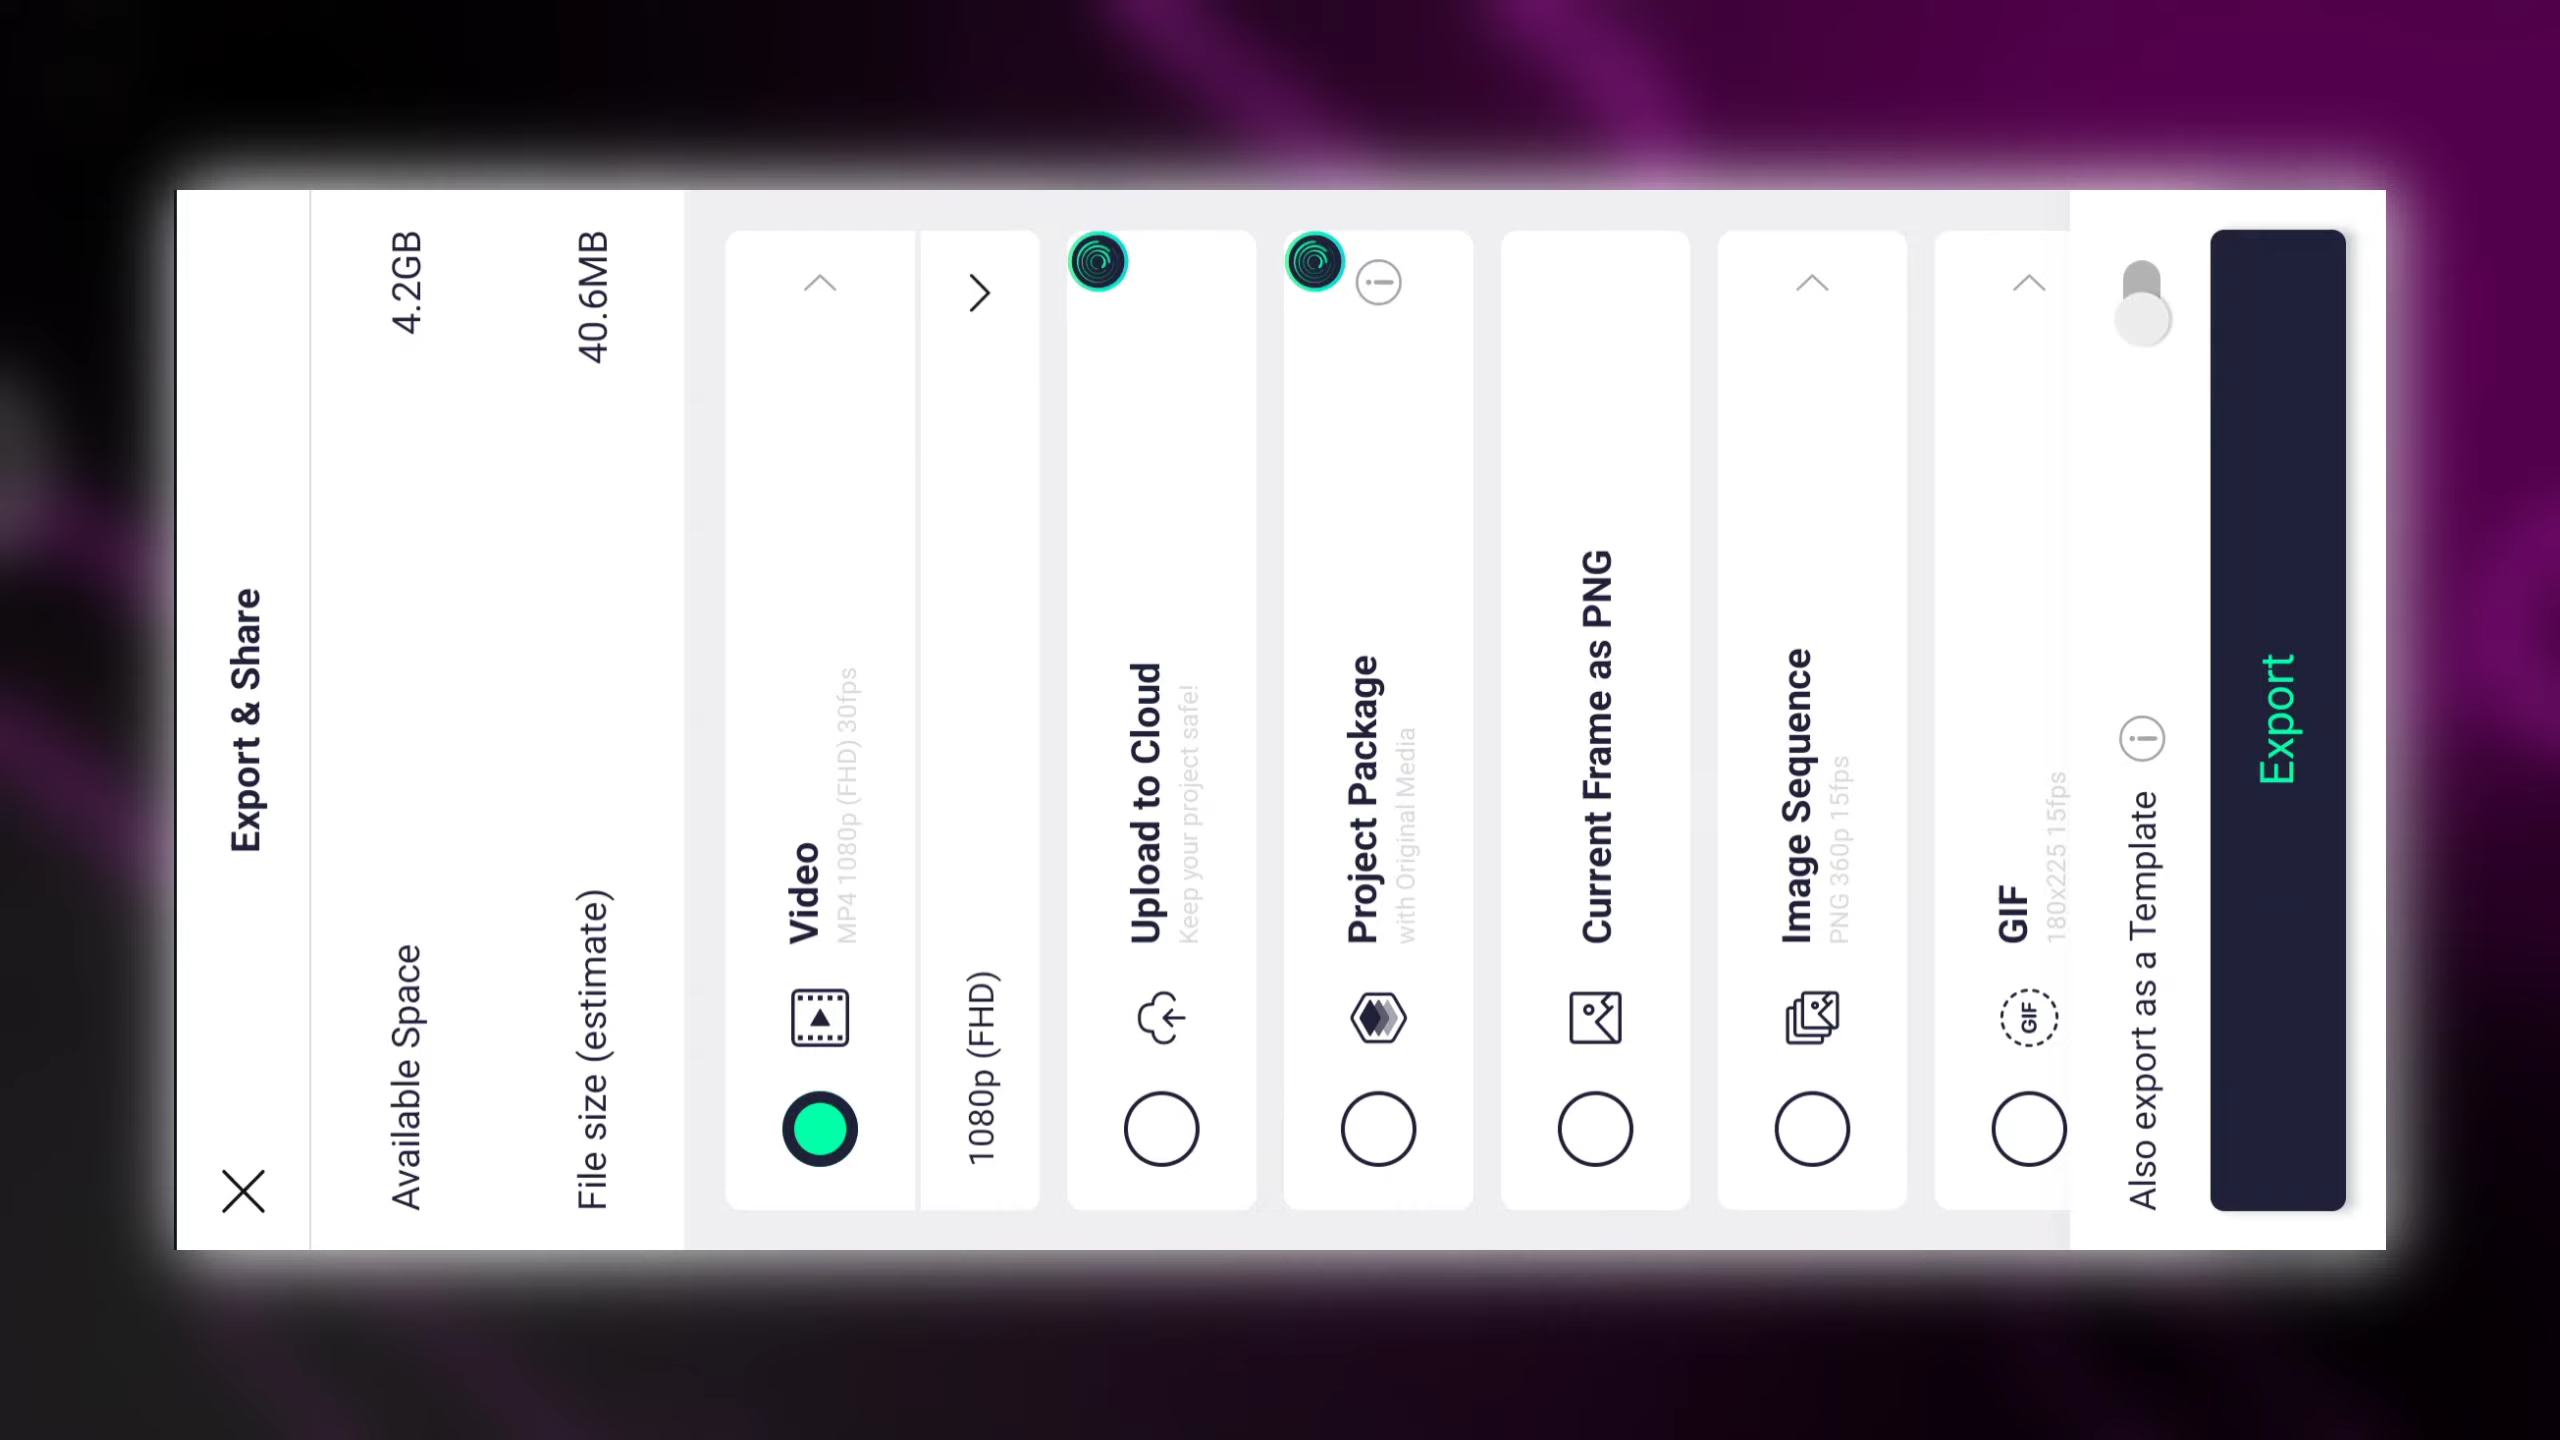 Export & Share
Available Space 4.2GB
File size (estimate) 40.6MB
Video
MP4 1080p (FHD) 30fps
1080p (FHD)
Upload to Cloud
Keep your project safe!
Project Package
with Original Media
Current Frame as PNG
Image Sequence
PNG 360p 15fps
GIF
GIF
180x225 15fps
Also export as a Template
Export